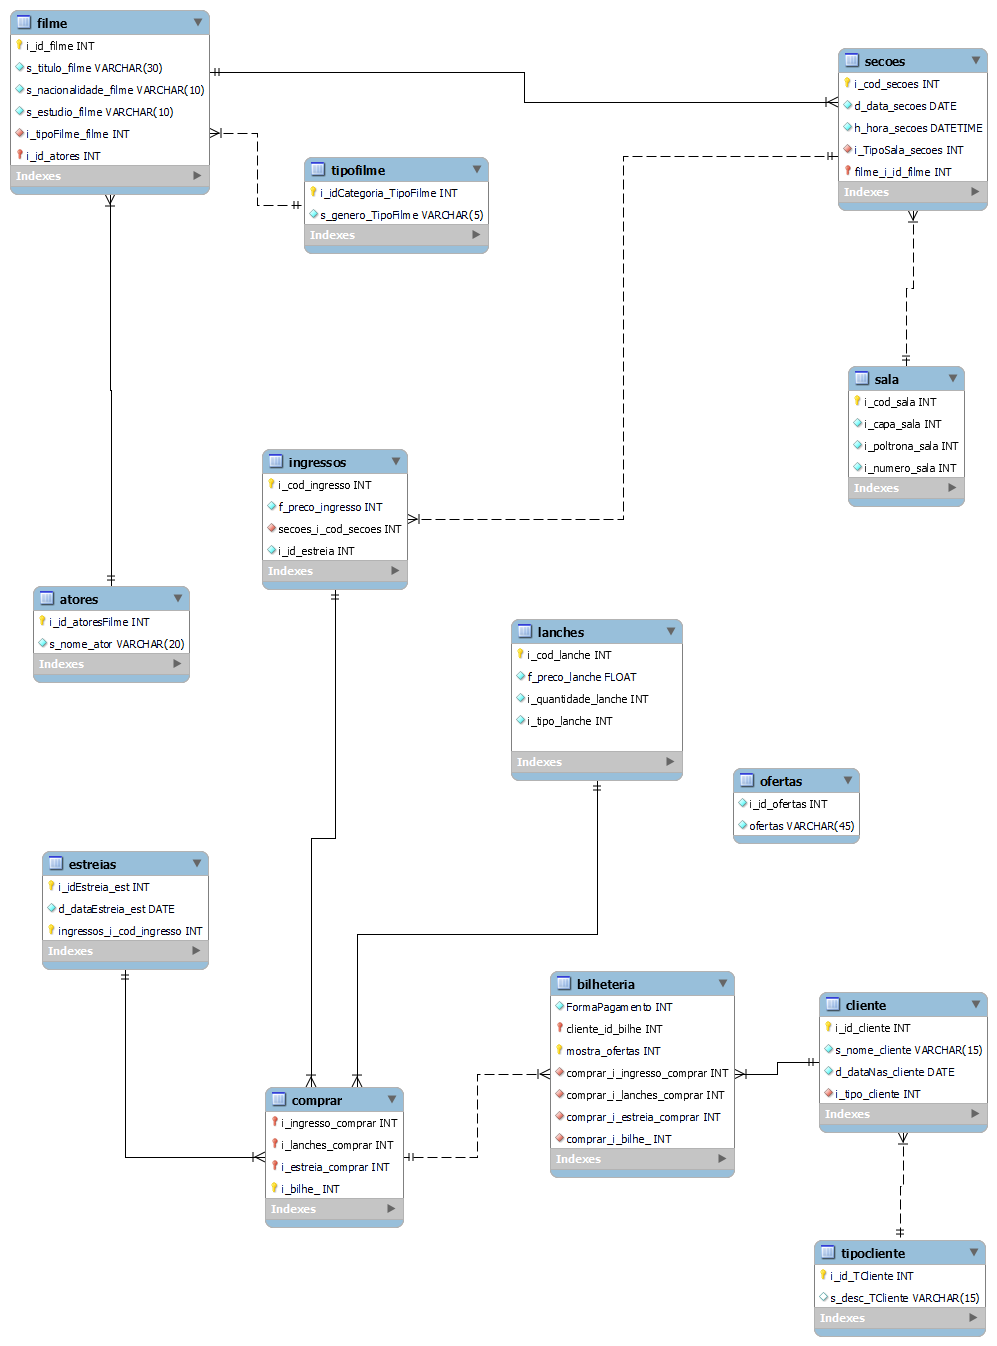 filme
i_id_filme INT
s_titulo_filme VARCHAR(30)
s_nacionalidade_filme VARCHAR(10)
s_estudio_filme VARCHAR(10)
i_tipoFilme_filme INT
i_id_atores INT
Indexes
tipofilme
i_idCategoria_TipoFilme INT
s_genero_TipoFilme VARCHAR(5)
Indexes
secoes
i_cod_secoes INT
d_data_secoes DATE
h_hora_secoes DATETIME
i_TipoSala_secoes INT
filme_i_id_filme INT
Indexes
sala
i_cod_sala INT
i_capa_sala INT
i_poltrona_sala INT
i_numero_sala INT
Indexes
ingressos
i_cod_ingresso INT
f_preco_ingresso INT
secoes_i_cod_secoes INT
i_id_estreia INT
Indexes
atores
i_id_atoresFilme INT
s_nome_ator VARCHAR(20)
Indexes
lanches
i_cod_lanche INT
f_preco_lanche FLOAT
i_quantidade_lanche INT
i_tipo_lanche INT
Indexes
ofertas
i_id_ofertas INT
ofertas VARCHAR(45)
estreias
i_idEstreia_est INT
d_dataEstreia_est DATE
ingressos_i_cod_ingresso INT
Indexes
bilheteria
FormaPagamento INT
cliente_id_bilhe INT
mostra_ofertas INT
comprar_i_ingresso_comprar INT
comprar_i_lanches_comprar INT
comprar_i_estreia_comprar INT
comprar_i_bilhe_ INT
Indexes
cliente
i_id_cliente INT
s_nome_cliente VARCHAR(15)
d_dataNas_cliente DATE
i_tipo_cliente INT
Indexes
comprar
i_ingresso_comprar INT
i_lanches_comprar INT
i_estreia_comprar INT
i_bilhe_ INT
Indexes
tipocliente
i_id_TCliente INT
s_desc_TCliente VARCHAR(15)
Indexes